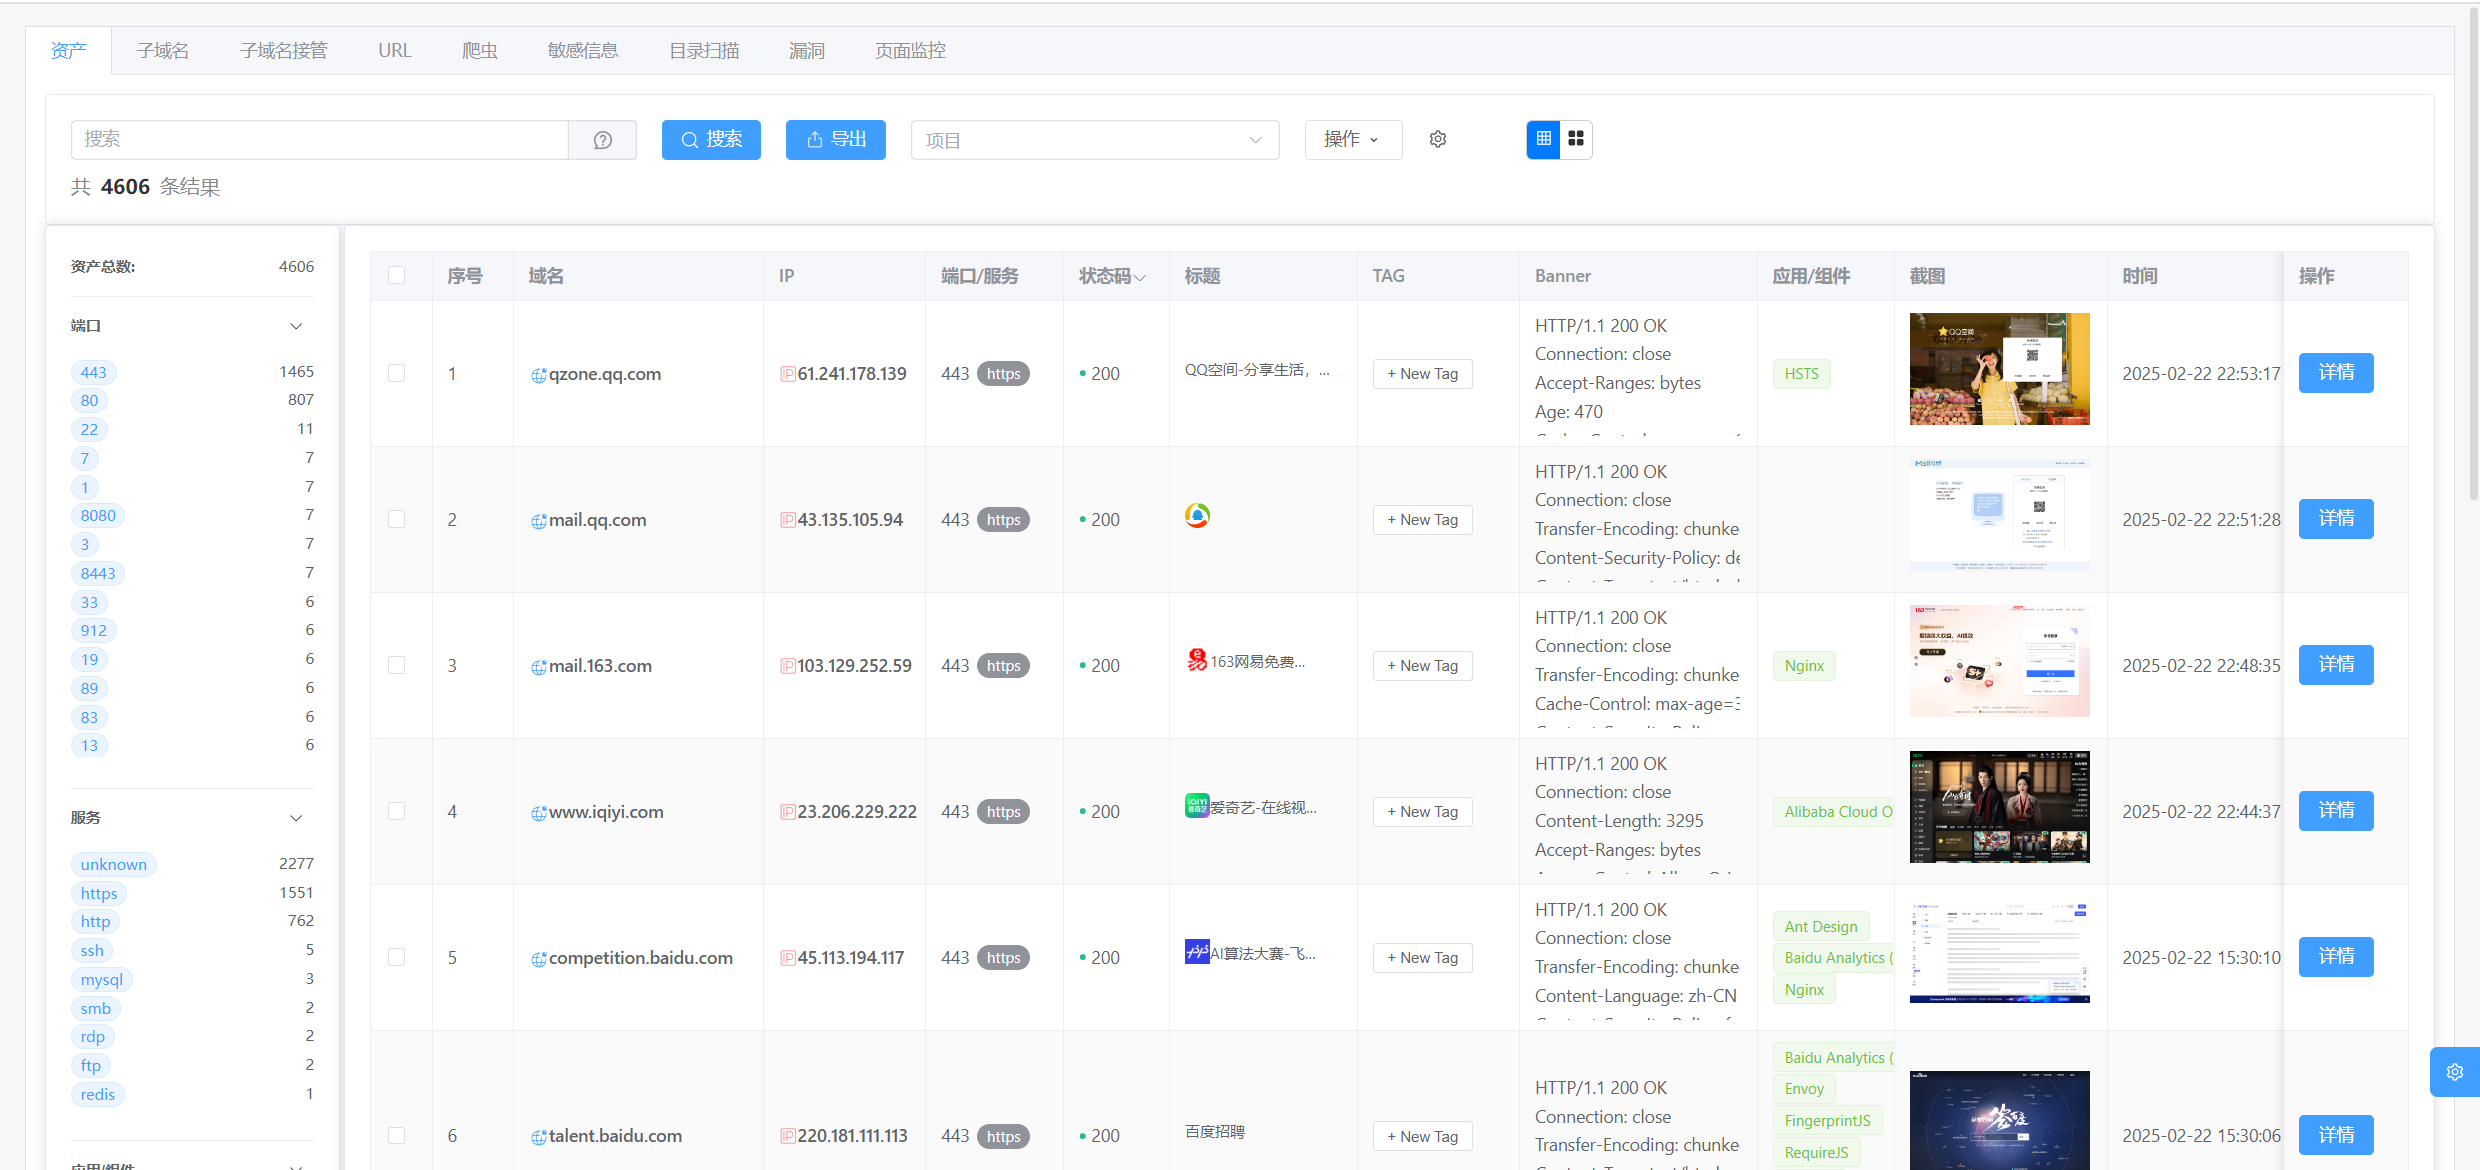 资产 子域名 子域名接管 URL 爬虫 敏感信息 目录扫描 漏洞 页面监控
搜索 搜索 导出 项目 操作
共 4606 条结果
资产总数: 4606
端口
443 1465
80 807
22 11
7 7
1 7
8080 7
3 7
8443 7
33 6
912 6
19 6
89 6
83 6
13 6
服务
unknown 2277
https 1551
http 762
ssh 5
mysql 3
smb 2
rdp 2
ftp 2
redis 1
应用/组件
序号 域名 IP 端口/服务 状态码 标题 TAG Banner 应用/组件 截图 时间 操作
1 qzone.qq.com IP 61.241.178.139 443 https 200 QQ空间-分享生活，... + New Tag
HTTP/1.1 200 OK
Connection: close
Accept-Ranges: bytes
Age: 470
HSTS
QQ空间
2025-02-22 22:53:17 详情
2 mail.qq.com IP 43.135.105.94 443 https 200 + New Tag
HTTP/1.1 200 OK
Connection: close
Transfer-Encoding: chunke
Content-Security-Policy: de
2025-02-22 22:51:28 详情
3 mail.163.com IP 103.129.252.59 443 https 200 163网易免费... + New Tag
HTTP/1.1 200 OK
Connection: close
Transfer-Encoding: chunke
Cache-Control: max-age=3
Nginx
2025-02-22 22:48:35 详情
4 www.iqiyi.com IP 23.206.229.222 443 https 200 爱奇艺-在线视... + New Tag
HTTP/1.1 200 OK
Connection: close
Content-Length: 3295
Accept-Ranges: bytes
Alibaba Cloud O
2025-02-22 22:44:37 详情
5 competition.baidu.com IP 45.113.194.117 443 https 200 AI算法大赛-飞... + New Tag
HTTP/1.1 200 OK
Connection: close
Transfer-Encoding: chunke
Content-Language: zh-CN
Ant Design
Baidu Analytics (
Nginx
2025-02-22 15:30:10 详情
6 talent.baidu.com IP 220.181.111.113 443 https 200 百度招聘 + New Tag
HTTP/1.1 200 OK
Connection: close
Transfer-Encoding: chunke
Baidu Analytics (
Envoy
FingerprintJS
RequireJS
2025-02-22 15:30:06 详情